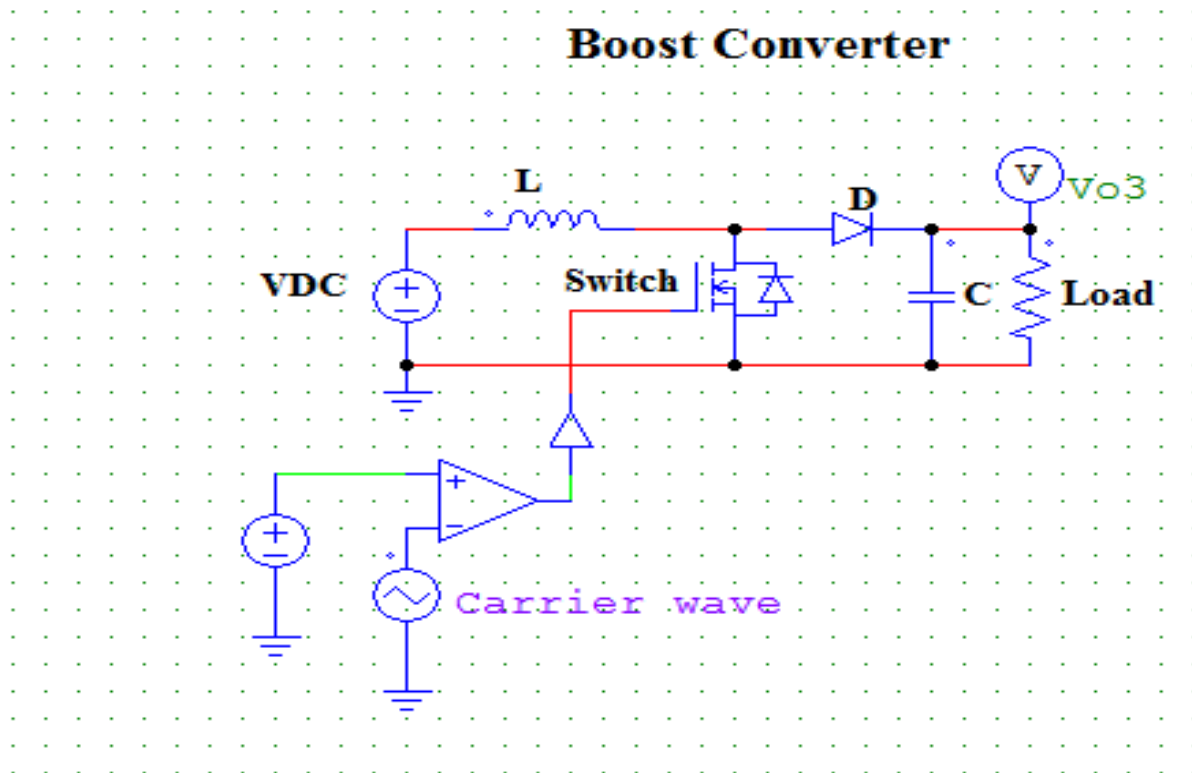 Boost Converter
L
D
V
Vo3
VDC
Switch
C
Load
Carrier wave